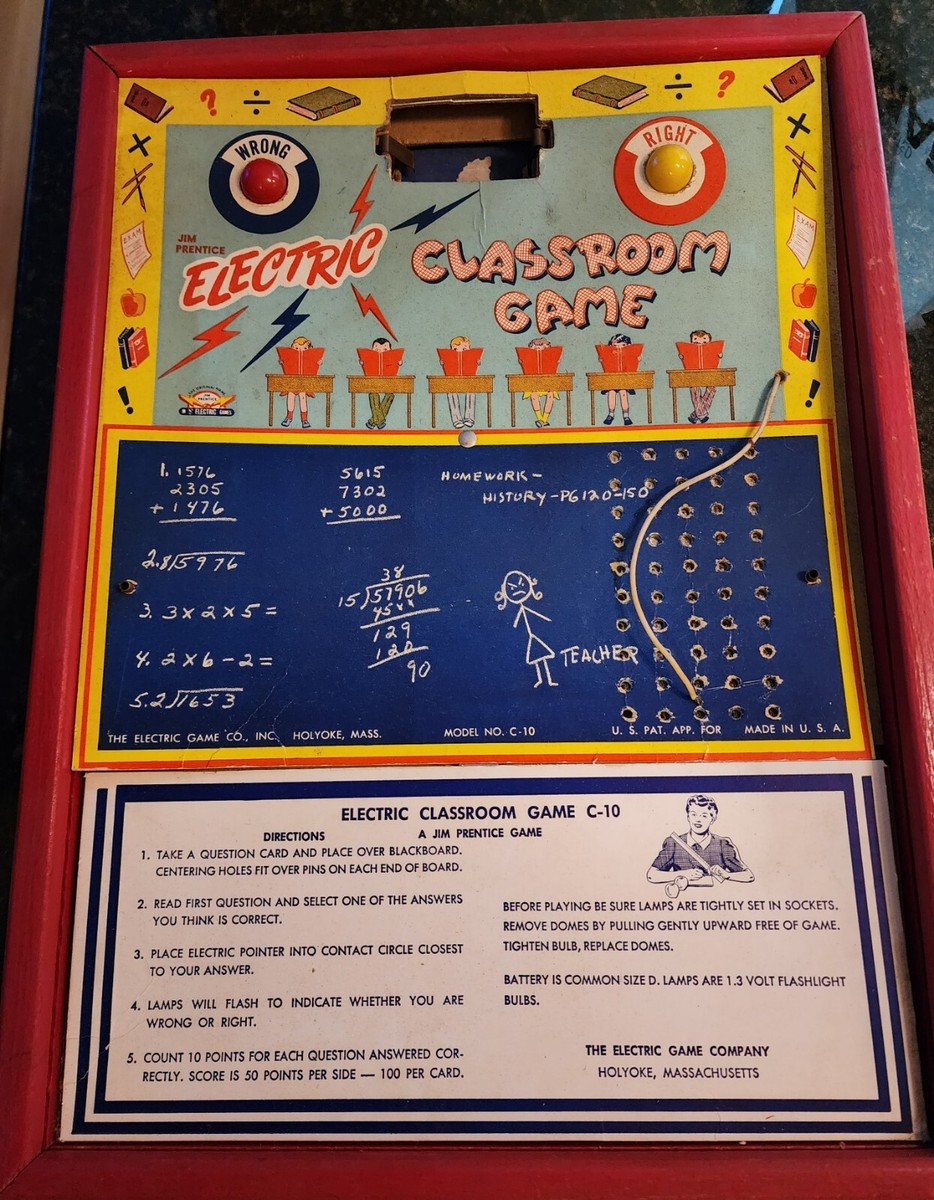 WRONG
RIGHT
JIM
PRENTICE
ELECTRIC
CLASSROOM
GAME
EXAM
EXAM
PRENTICE
ELECTRIC GAMES
1. 1576
2305
+ 1476
5615
7302
+ 5000
HOMEWORK –
HISTORY – PG 120-150
2. 8)5976
38
15)57906
45xx
129
120
90
3. 3 x 2 x 5 =
4. 2 x 6 - 2 =
5. 2)1653
TEACHER
THE ELECTRIC GAME CO., INC. HOLYOKE, MASS. MODEL NO. C-10 U. S. PAT. APP. FOR MADE IN U. S. A.
ELECTRIC CLASSROOM GAME C-10
DIRECTIONS A JIM PRENTICE GAME
1. TAKE A QUESTION CARD AND PLACE OVER BLACKBOARD.
CENTERING HOLES FIT OVER PINS ON EACH END OF BOARD.
2. READ FIRST QUESTION AND SELECT ONE OF THE ANSWERS
YOU THINK IS CORRECT.
3. PLACE ELECTRIC POINTER INTO CONTACT CIRCLE CLOSEST
TO YOUR ANSWER.
4. LAMPS WILL FLASH TO INDICATE WHETHER YOU ARE
WRONG OR RIGHT.
5. COUNT 10 POINTS FOR EACH QUESTION ANSWERED COR-
RECTLY. SCORE IS 50 POINTS PER SIDE — 100 PER CARD.
BEFORE PLAYING BE SURE LAMPS ARE TIGHTLY SET IN SOCKETS.
REMOVE DOMES BY PULLING GENTLY UPWARD FREE OF GAME.
TIGHTEN BULB, REPLACE DOMES.
BATTERY IS COMMON SIZE D. LAMPS ARE 1.3 VOLT FLASHLIGHT
BULBS.
THE ELECTRIC GAME COMPANY
HOLYOKE, MASSACHUSETTS